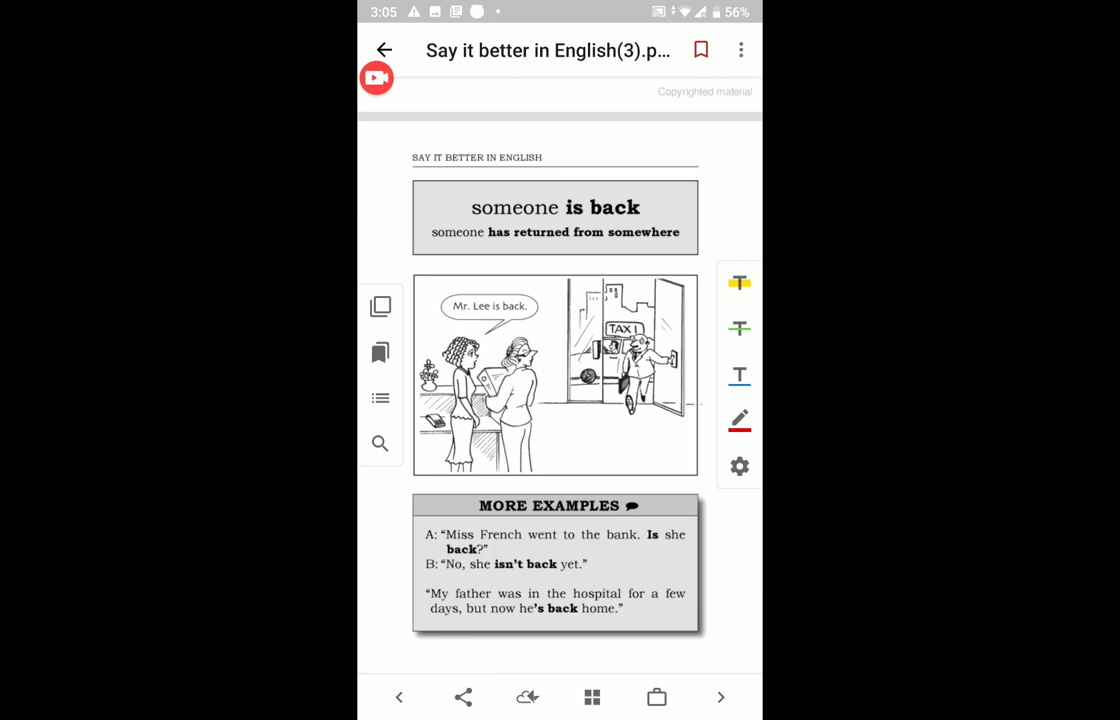 3:05
56%
Say it better in English(3).p...
Copyrighted material
SAY IT BETTER IN ENGLISH
someone is back
someone has returned from somewhere
Mr. Lee is back.
TAXI
MORE EXAMPLES
A: “Miss French went to the bank. Is she
back?”
B: “No, she isn’t back yet.”
“My father was in the hospital for a few
days, but now he’s back home.”